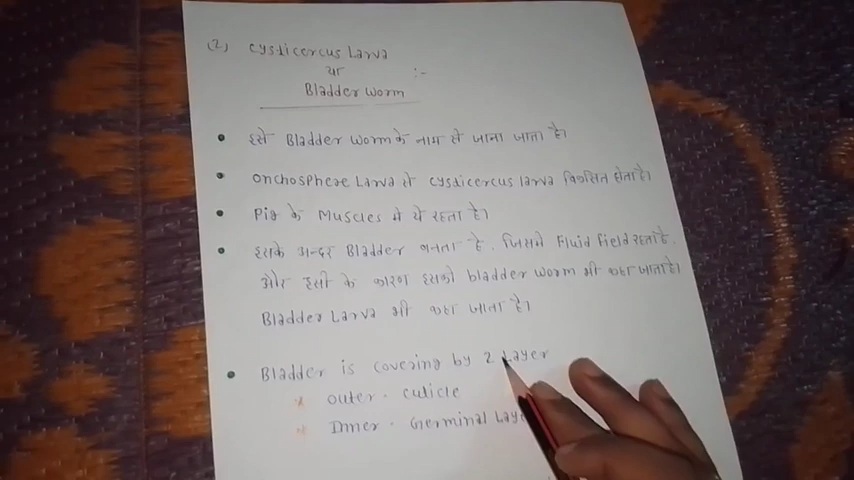 (2) Cysticercus Larva
या :-
Bladder Worm
• इसे Bladder Worm के नाम से जाना जाता है।
• Onchosphere Larva से Cysticercus larva विकसित होता है।
• Pig के Muscles मे ये रहता है।
• इसके अन्दर Bladder बनता है, जिसमे Fluid Field रहता है,
और इसी के कारण इसको bladder worm भी कहा जाता है।
Bladder Larva भी कहा जाता है।
• Bladder is covering by 2 Layer
* Outer - Cuticle
* Inner - Germinal